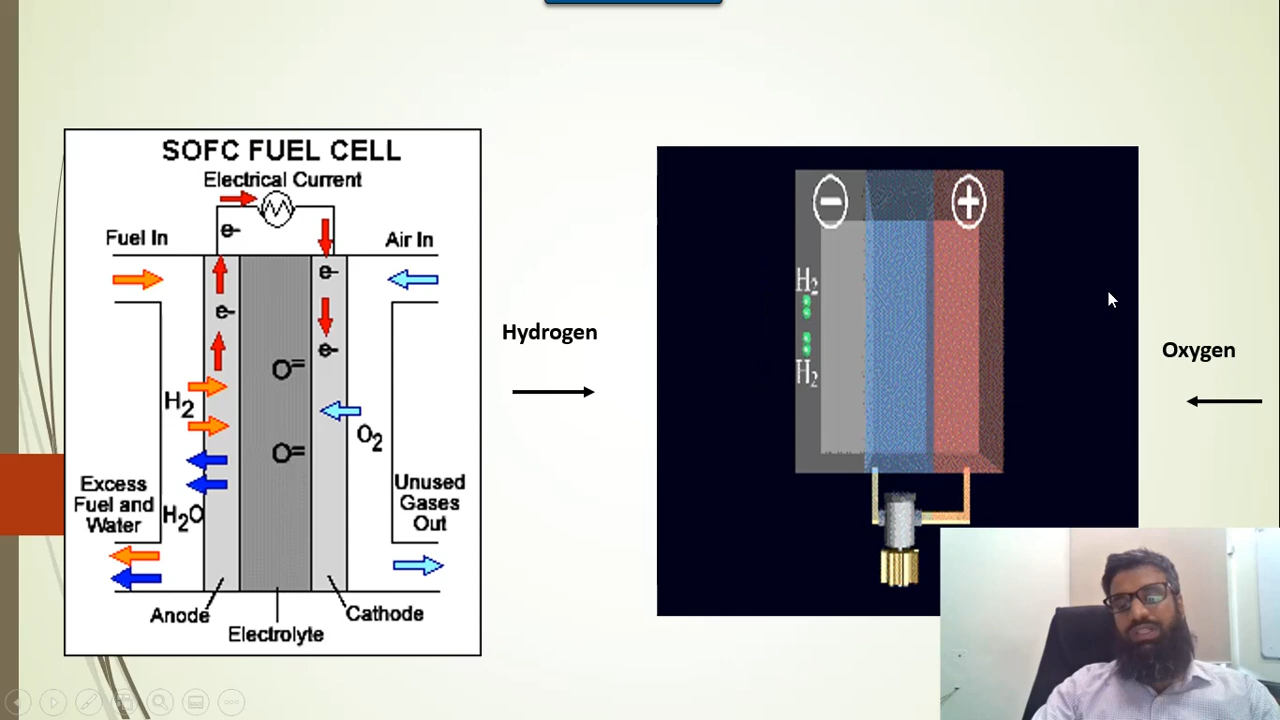 SOFC FUEL CELL
Electrical Current
e-
Fuel In
Air In
e-
e-
e-
O=
H2
O2
O=
Excess
Fuel and
Water
H2O
Unused
Gases
Out
Anode
Cathode
Electrolyte
Hydrogen
− +
H2
H2
Oxygen